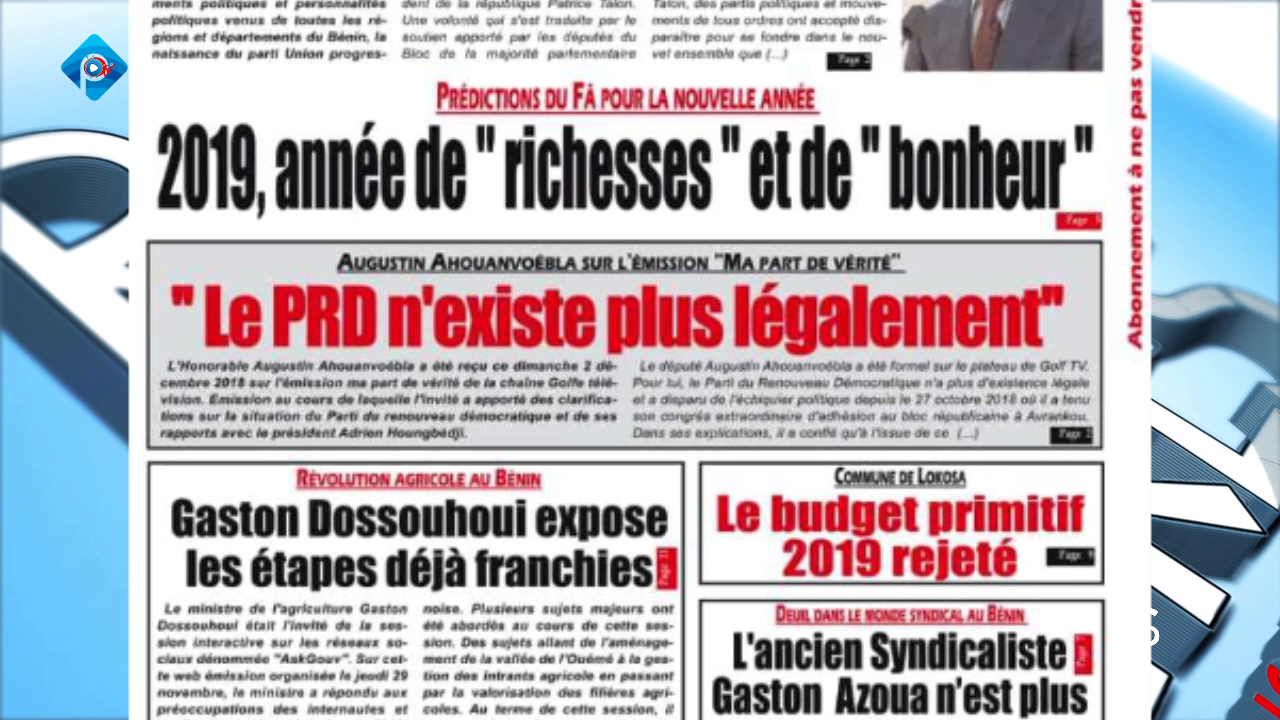 ments politiques et personnalités
politiques venus de toutes les ré-
gions et départements du Bénin, la
naissance du parti Union progres-
dent de la république Patrice Talon.
Une volonté qui s'est traduite par le
soutien apporté par les députés du
Bloc de la majorité parlementaire
Talon, des partis politiques et mouve-
ments de tous ordres ont accepté dis-
paraître pour se fondre dans le nou-
vel ensemble que (...)
Page 2
Abonnement à ne pas vendr
PRÉDICTIONS DU FÂ POUR LA NOUVELLE ANNÉE
2019, année de " richesses " et de " bonheur "
Page
AUGUSTIN AHOUANVOÉBLA SUR L'ÉMISSION "MA PART DE VÉRITÉ"
" Le PRD n'existe plus légalement"
L'Honorable Augustin Ahouanvoébla a été reçu ce dimanche 2 dé-
cembre 2018 sur l'émission ma part de vérité de la chaîne Golfe télé-
vision. Emission au cours de laquelle l'invité a apporté des clarifica-
tions sur la situation du Parti du renouveau démocratique et de ses
rapports avec le président Adrien Houngbédji.
Le député Augustin Ahouanvoébla a été formel sur le plateau de Golf TV.
Pour lui, le Parti du Renouveau Démocratique n'a plus d'existence légale
et a disparu de l'échiquier politique depuis le 27 octobre 2018 où il a tenu
son congrès extraordinaire d'adhésion au bloc républicaine à Avrankou.
Dans ses explications, il a confié qu'à l'issue de ce (...)
Page
RÉVOLUTION AGRICOLE AU BÉNIN
Gaston Dossouhoui expose
les étapes déjà franchies
Page 11
Le ministre de l'agriculture Gaston
Dossouhoui était l'invité de la ses-
sion interactive sur les réseaux so-
ciaux dénommée "AskGouv". Sur cet-
te web émission organisée le jeudi 29
novembre, le ministre a répondu aux
préoccupations des internautes et
noise. Plusieurs sujets majeurs ont
été abordés au cours de cette ses-
sion. Des sujets allant de l'aménage-
ment de la vallée de l'Ouémé à la ges-
tion des intrants agricole en passant
par la valorisation des filières agri-
coles. Au terme de cette session, il
COMMUNE DE LOKOSA
Le budget primitif
2019 rejeté
Page
DEUIL DANS LE MONDE SYNDICAL AU BÉNIN
L'ancien Syndicaliste
Gaston Azoua n'est plus
Page